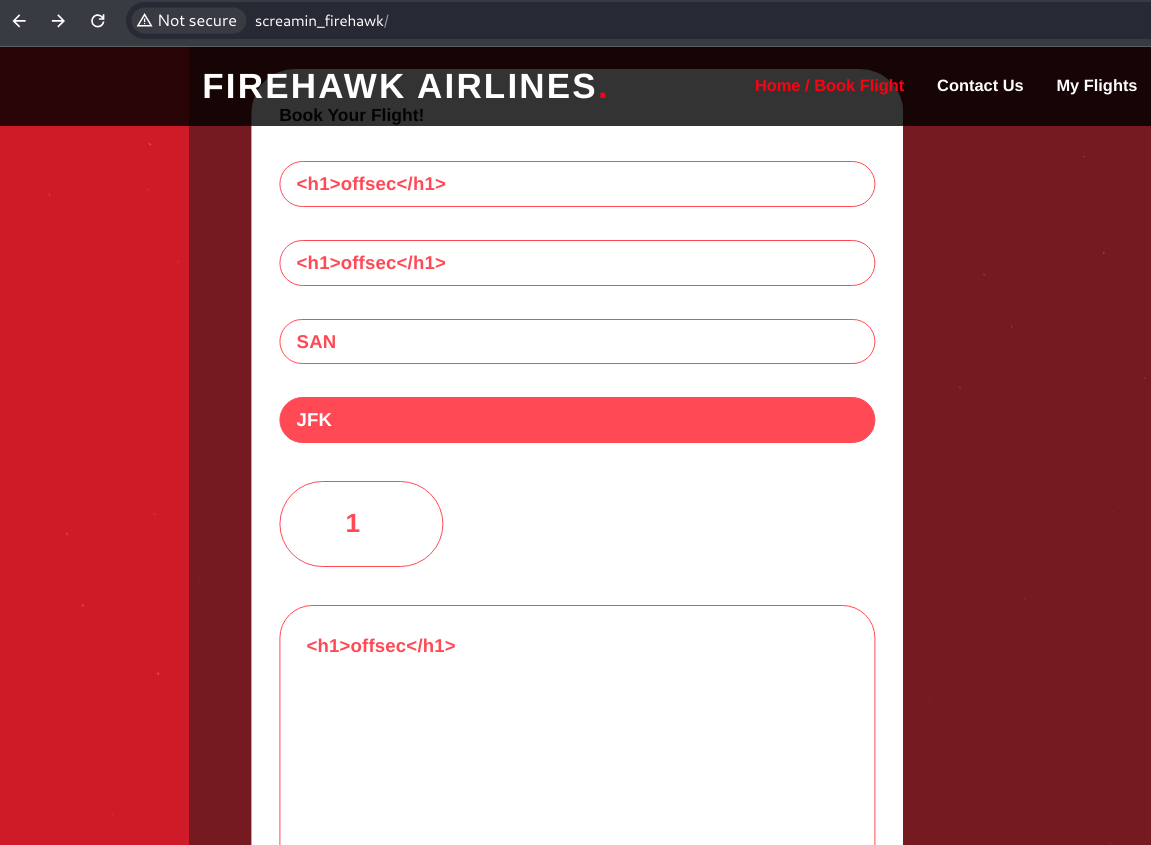 Not secure screamin_firehawk/
FIREHAWK AIRLINES. Home / Book Flight Contact Us My Flights
Book Your Flight!
<h1>offsec</h1>
<h1>offsec</h1>
SAN
JFK
1
<h1>offsec</h1>